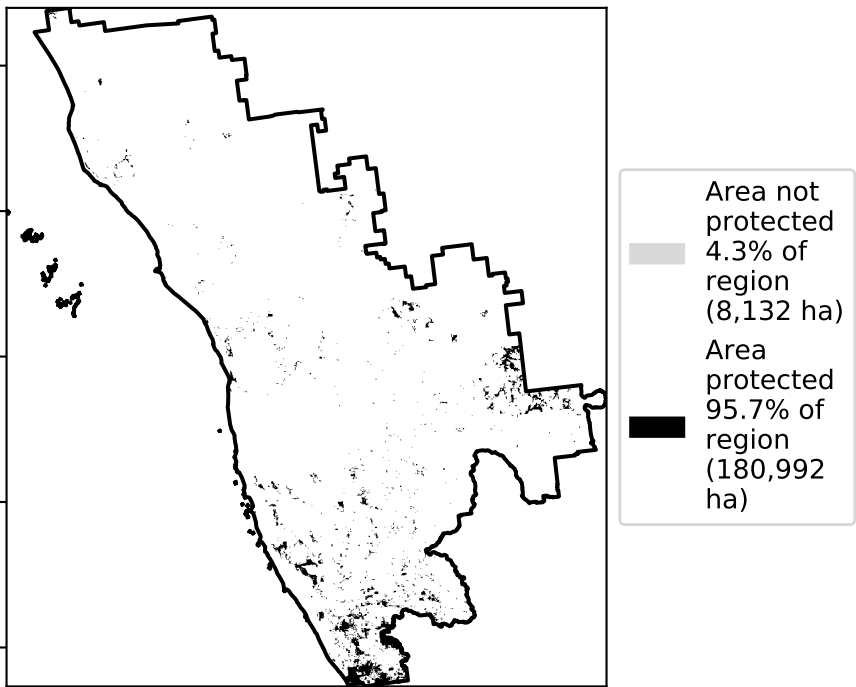 Area not
protected
4.3% of
region
(8,132 ha)
Area
protected
95.7% of
region
(180,992
ha)